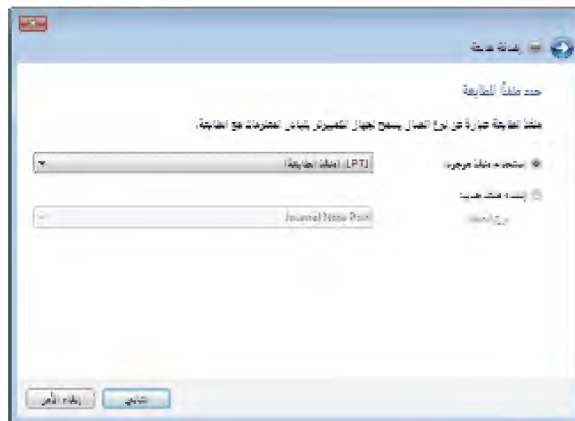 إضافة طابعة
حدد منفذًا للطابعة
منفذ الطابعة عبارة عن نوع اتصال يسمح لجهاز الكمبيوتر بتبادل المعلومات مع الطابعة.
استخدام منفذ موجود:
LPT1: (منفذ الطابعة)
إنشاء منفذ جديد:
نوع المنفذ:
Journal Note Port
التالي
إلغاء الأمر